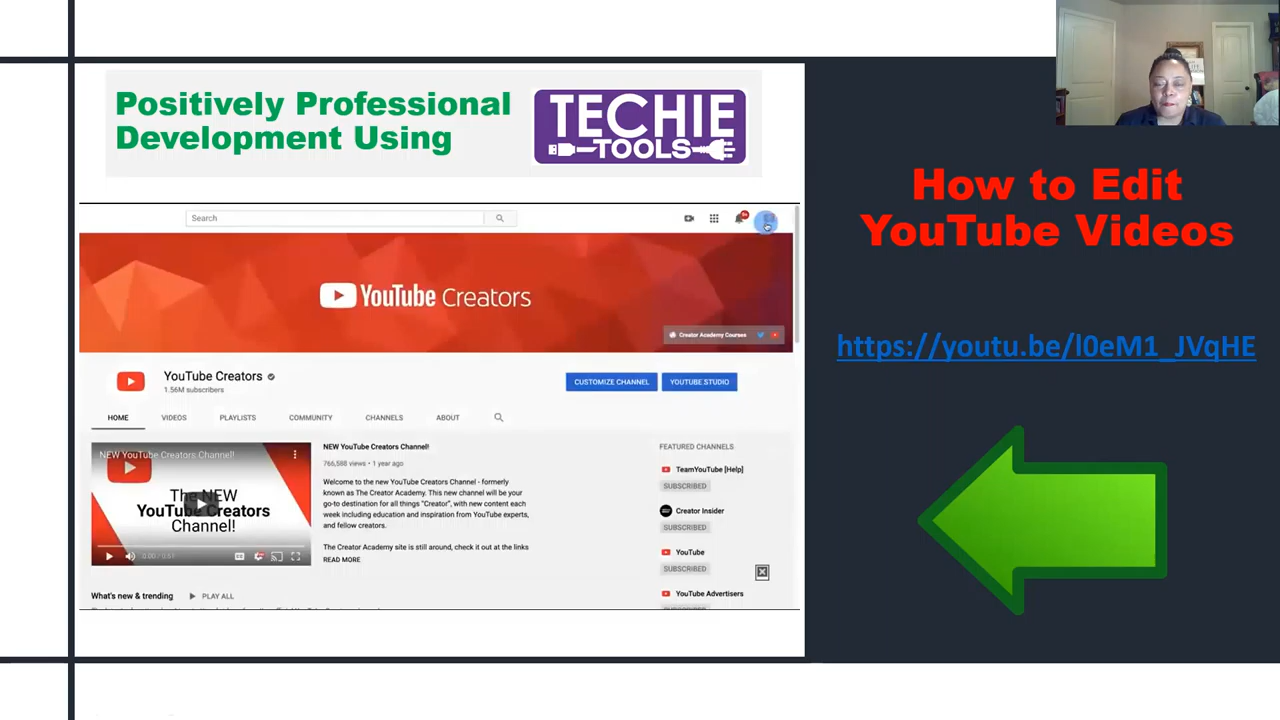 Positively Professional
Development Using
TECHIE
TOOLS
How to Edit
YouTube Videos
https://youtu.be/l0eM1_JVqHE
Search
YouTube Creators
Creator Academy Courses
YouTube Creators
1.56M subscribers
CUSTOMIZE CHANNEL
YOUTUBE STUDIO
HOME
VIDEOS
PLAYLISTS
COMMUNITY
CHANNELS
ABOUT
NEW YouTube Creators Channel!
The NEW
YouTube Creators
Channel!
NEW YouTube Creators Channel!
766,588 views • 1 year ago
Welcome to the new YouTube Creators Channel - formerly
known as The Creator Academy. This new channel will be your
go-to destination for all things "Creator", with new content each
week including education and inspiration from YouTube experts,
and fellow creators.
The Creator Academy site is still around, check it out at the links
READ MORE
FEATURED CHANNELS
TeamYouTube [Help]
SUBSCRIBED
Creator Insider
SUBSCRIBED
YouTube
SUBSCRIBED
YouTube Advertisers
What's new & trending
PLAY ALL